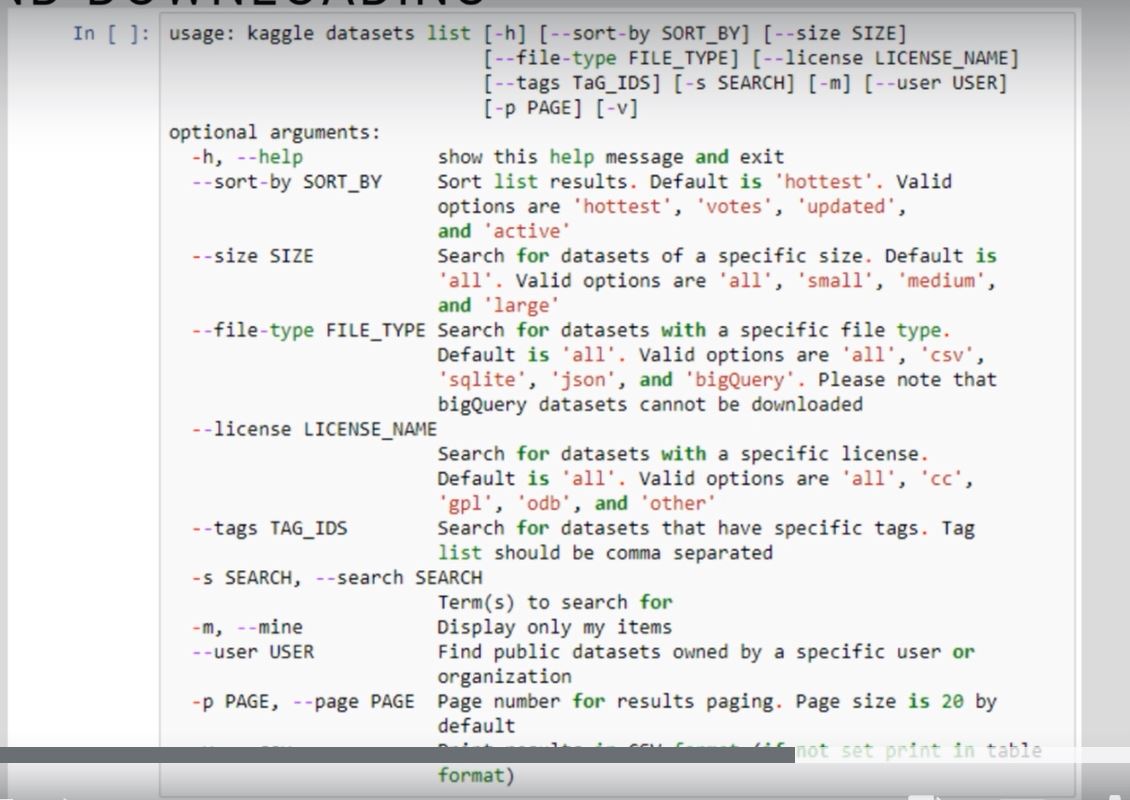 ND DOWNLOADING
In [ ]: usage: kaggle datasets list [-h] [--sort-by SORT_BY] [--size SIZE]
[--file-type FILE_TYPE] [--license LICENSE_NAME]
[--tags TaG_IDS] [-s SEARCH] [-m] [--user USER]
[-p PAGE] [-v]
optional arguments:
-h, --help show this help message and exit
--sort-by SORT_BY Sort list results. Default is 'hottest'. Valid
options are 'hottest', 'votes', 'updated',
and 'active'
--size SIZE Search for datasets of a specific size. Default is
'all'. Valid options are 'all', 'small', 'medium',
and 'large'
--file-type FILE_TYPE Search for datasets with a specific file type.
Default is 'all'. Valid options are 'all', 'csv',
'sqlite', 'json', and 'bigQuery'. Please note that
bigQuery datasets cannot be downloaded
--license LICENSE_NAME
Search for datasets with a specific license.
Default is 'all'. Valid options are 'all', 'cc',
'gpl', 'odb', and 'other'
--tags TAG_IDS Search for datasets that have specific tags. Tag
list should be comma separated
-s SEARCH, --search SEARCH
Term(s) to search for
-m, --mine Display only my items
--user USER Find public datasets owned by a specific user or
organization
-p PAGE, --page PAGE Page number for results paging. Page size is 20 by
default
Print results in CSV format (if not set print in table
format)